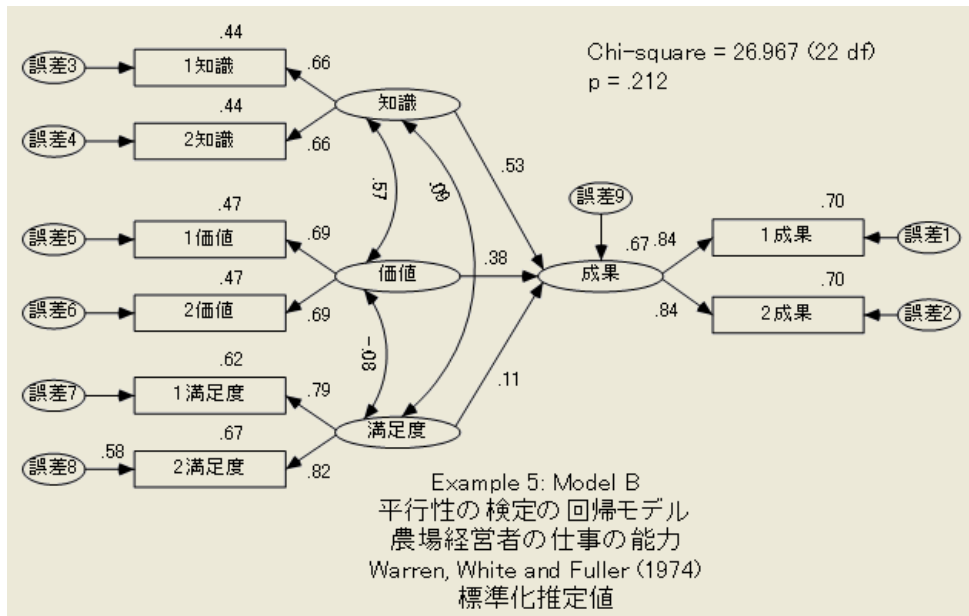 .44
誤差3
1知識
.66
Chi-square = 26.967 (22 df)
p = .212
知識
.44
誤差4
2知識
.66
.53
.57
.09
誤差9
.47
.70
誤差5
1価値
.69
.38
.67
.84
1成果
誤差1
価値
成果
.47
.70
誤差6
2価値
.69
.84
2成果
誤差2
-.08
.11
.62
誤差7
1満足度
.79
満足度
.67
.58
誤差8
2満足度
.82
Example 5: Model B
平行性の検定の回帰モデル
農場経営者の仕事の能力
Warren, White and Fuller (1974)
標準化推定値